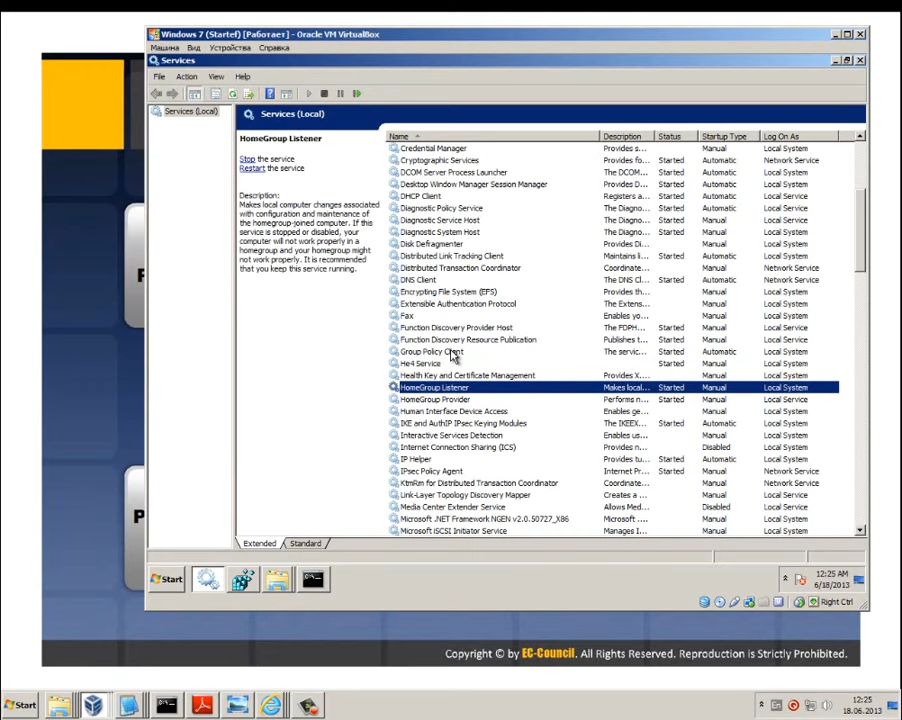 Windows 7 (Startef) [Работает] - Oracle VM VirtualBox
Машина Вид Устройства Справка
Services
File Action View Help
Services (Local)
Services (Local)
HomeGroup Listener
Stop the service
Restart the service
Description:
Makes local computer changes associated
with configuration and maintenance of
the homegroup-joined computer. If this
service is stopped or disabled, your
computer will not work properly in a
homegroup and your homegroup might
not work properly. It is recommended
that you keep this service running.
Name Description Status Startup Type Log On As
Credential Manager Provides s... Manual Local System
Cryptographic Services Provides fo... Started Automatic Network Service
DCOM Server Process Launcher The DCOM... Started Automatic Local System
Desktop Window Manager Session Manager Provides D... Started Automatic Local System
DHCP Client Registers a... Started Automatic Local Service
Diagnostic Policy Service The Diagno... Started Automatic Local Service
Diagnostic Service Host The Diagno... Started Manual Local Service
Diagnostic System Host The Diagno... Started Manual Local System
Disk Defragmenter Provides Di... Manual Local System
Distributed Link Tracking Client Maintains li... Started Automatic Local System
Distributed Transaction Coordinator Coordinate... Manual Network Service
DNS Client The DNS Cl... Started Automatic Network Service
Encrypting File System (EFS) Provides th... Manual Local System
Extensible Authentication Protocol The Extens... Manual Local System
Fax Enables yo... Manual Network Service
Function Discovery Provider Host The FDPH... Started Manual Local Service
Function Discovery Resource Publication Publishes t... Started Manual Local Service
Group Policy Client The servic... Started Automatic Local System
He4 Service Started Manual Local System
Health Key and Certificate Management Provides X... Manual Local System
HomeGroup Listener Makes local... Started Manual Local System
HomeGroup Provider Performs n... Started Manual Local Service
Human Interface Device Access Enables ge... Manual Local System
IKE and AuthIP IPsec Keying Modules The IKEEX... Started Automatic Local System
Interactive Services Detection Enables us... Manual Local System
Internet Connection Sharing (ICS) Provides ne... Disabled Local System
IP Helper Provides tu... Started Automatic Local System
IPsec Policy Agent Internet Pr... Started Manual Network Service
KtmRm for Distributed Transaction Coordinator Coordinate... Manual Network Service
Link-Layer Topology Discovery Mapper Creates a ... Manual Local Service
Media Center Extender Service Allows Med... Disabled Local Service
Microsoft .NET Framework NGEN v2.0.50727_X86 Microsoft .... Manual Local System
Microsoft iSCSI Initiator Service Manages I... Manual Local System
Extended Standard
Start
12:25 AM
6/18/2013
Right Ctrl
Copyright © by EC-Council. All Rights Reserved. Reproduction is Strictly Prohibited.
Start
12:25
18.06.2013